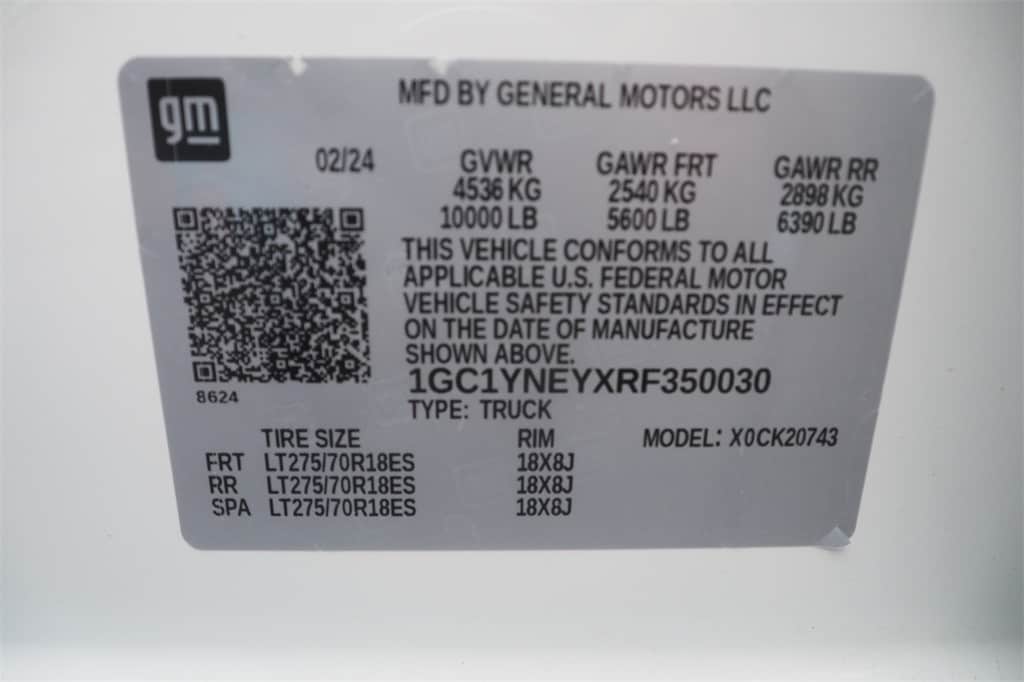 gm
MFD BY GENERAL MOTORS LLC
02/24 GVWR GAWR FRT GAWR RR
4536 KG 2540 KG 2898 KG
10000 LB 5600 LB 6390 LB
THIS VEHICLE CONFORMS TO ALL
APPLICABLE U.S. FEDERAL MOTOR
VEHICLE SAFETY STANDARDS IN EFFECT
ON THE DATE OF MANUFACTURE
SHOWN ABOVE.
1GC1YNEYXRF350030
8624
TYPE: TRUCK
TIRE SIZE RIM MODEL: X0CK20743
FRT LT275/70R18ES 18X8J
RR LT275/70R18ES 18X8J
SPA LT275/70R18ES 18X8J